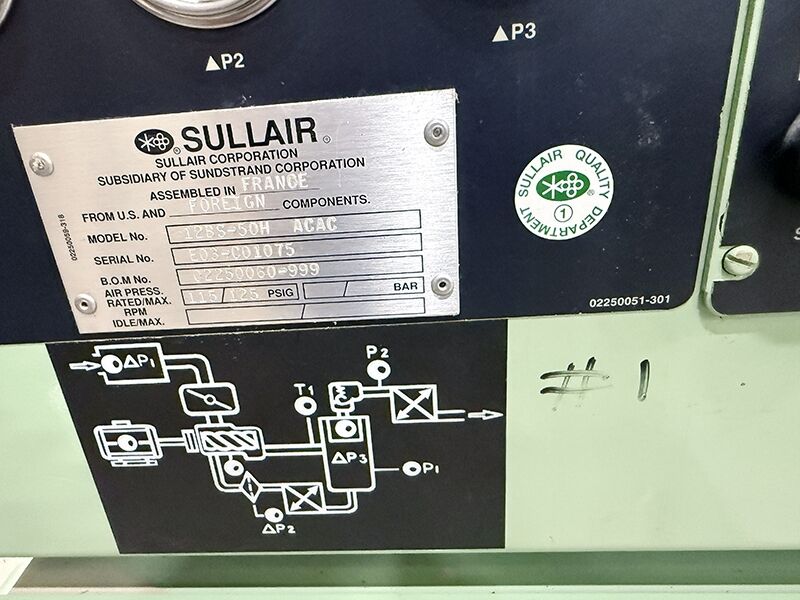 ▲P2
▲P3
SULLAIR®
SULLAIR CORPORATION
SUBSIDIARY OF SUNDSTRAND CORPORATION
ASSEMBLED IN FRANCE
FROM U.S. AND FOREIGN COMPONENTS.
MODEL No. 12BS-50H ACAC
SERIAL No. E03-CDI075
B.O.M No. 02250060-999
AIR PRESS.
RATED/MAX. 115/125 PSIG / BAR
RPM
IDLE/MAX.
02250059-318
SULLAIR QUALITY
DEPARTMENT
1
02250051-301
ΔP1
P2
T1
ΔP3
P1
ΔP2
#1